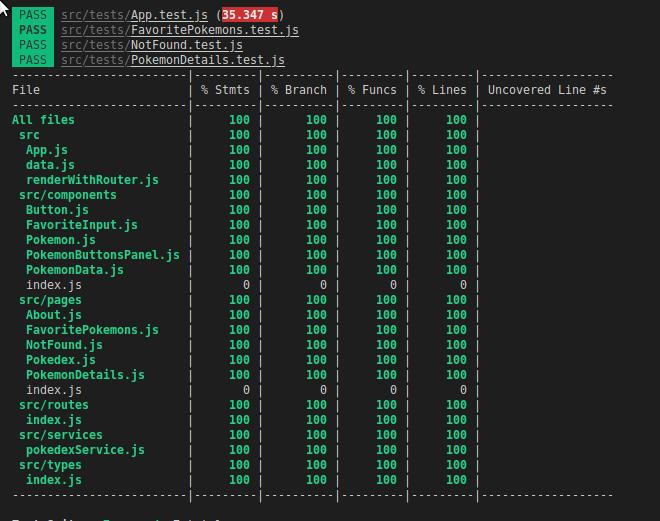 PASS src/tests/App.test.js (35.347 s)
PASS src/tests/FavoritePokemons.test.js
PASS src/tests/NotFound.test.js
PASS src/tests/PokemonDetails.test.js
-------------------------|---------|----------|---------|---------|-------------------
File | % Stmts | % Branch | % Funcs | % Lines | Uncovered Line #s
-------------------------|---------|----------|---------|---------|-------------------
All files | 100 | 100 | 100 | 100 |
src | 100 | 100 | 100 | 100 |
App.js | 100 | 100 | 100 | 100 |
data.js | 100 | 100 | 100 | 100 |
renderWithRouter.js | 100 | 100 | 100 | 100 |
src/components | 100 | 100 | 100 | 100 |
Button.js | 100 | 100 | 100 | 100 |
FavoriteInput.js | 100 | 100 | 100 | 100 |
Pokemon.js | 100 | 100 | 100 | 100 |
PokemonButtonsPanel.js | 100 | 100 | 100 | 100 |
PokemonData.js | 100 | 100 | 100 | 100 |
index.js | 0 | 0 | 0 | 0 |
src/pages | 100 | 100 | 100 | 100 |
About.js | 100 | 100 | 100 | 100 |
FavoritePokemons.js | 100 | 100 | 100 | 100 |
NotFound.js | 100 | 100 | 100 | 100 |
Pokedex.js | 100 | 100 | 100 | 100 |
PokemonDetails.js | 100 | 100 | 100 | 100 |
index.js | 0 | 0 | 0 | 0 |
src/routes | 100 | 100 | 100 | 100 |
index.js | 100 | 100 | 100 | 100 |
src/services | 100 | 100 | 100 | 100 |
pokedexService.js | 100 | 100 | 100 | 100 |
src/types | 100 | 100 | 100 | 100 |
index.js | 100 | 100 | 100 | 100 |
-------------------------|---------|----------|---------|---------|-------------------